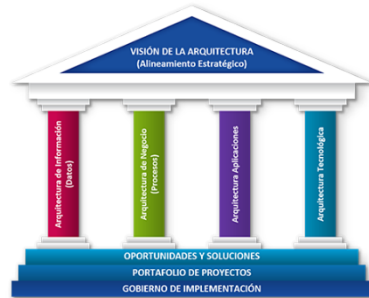 VISIÓN DE LA ARQUITECTURA
(Alineamiento Estratégico)
Arquitectura de Información
(Datos)
Arquitectura de Negocio
(Procesos)
Arquitectura Aplicaciones
Arquitectura Tecnológica
OPORTUNIDADES Y SOLUCIONES
PORTAFOLIO DE PROYECTOS
GOBIERNO DE IMPLEMENTACIÓN